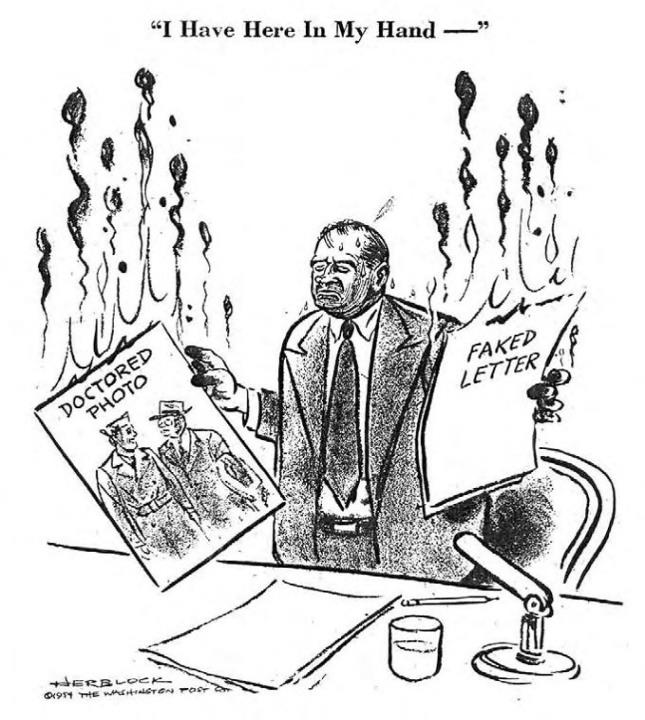 “I Have Here In My Hand —”
DOCTORED
PHOTO
FAKED
LETTER
HERBLOCK
©1954 THE WASHINGTON POST CO.